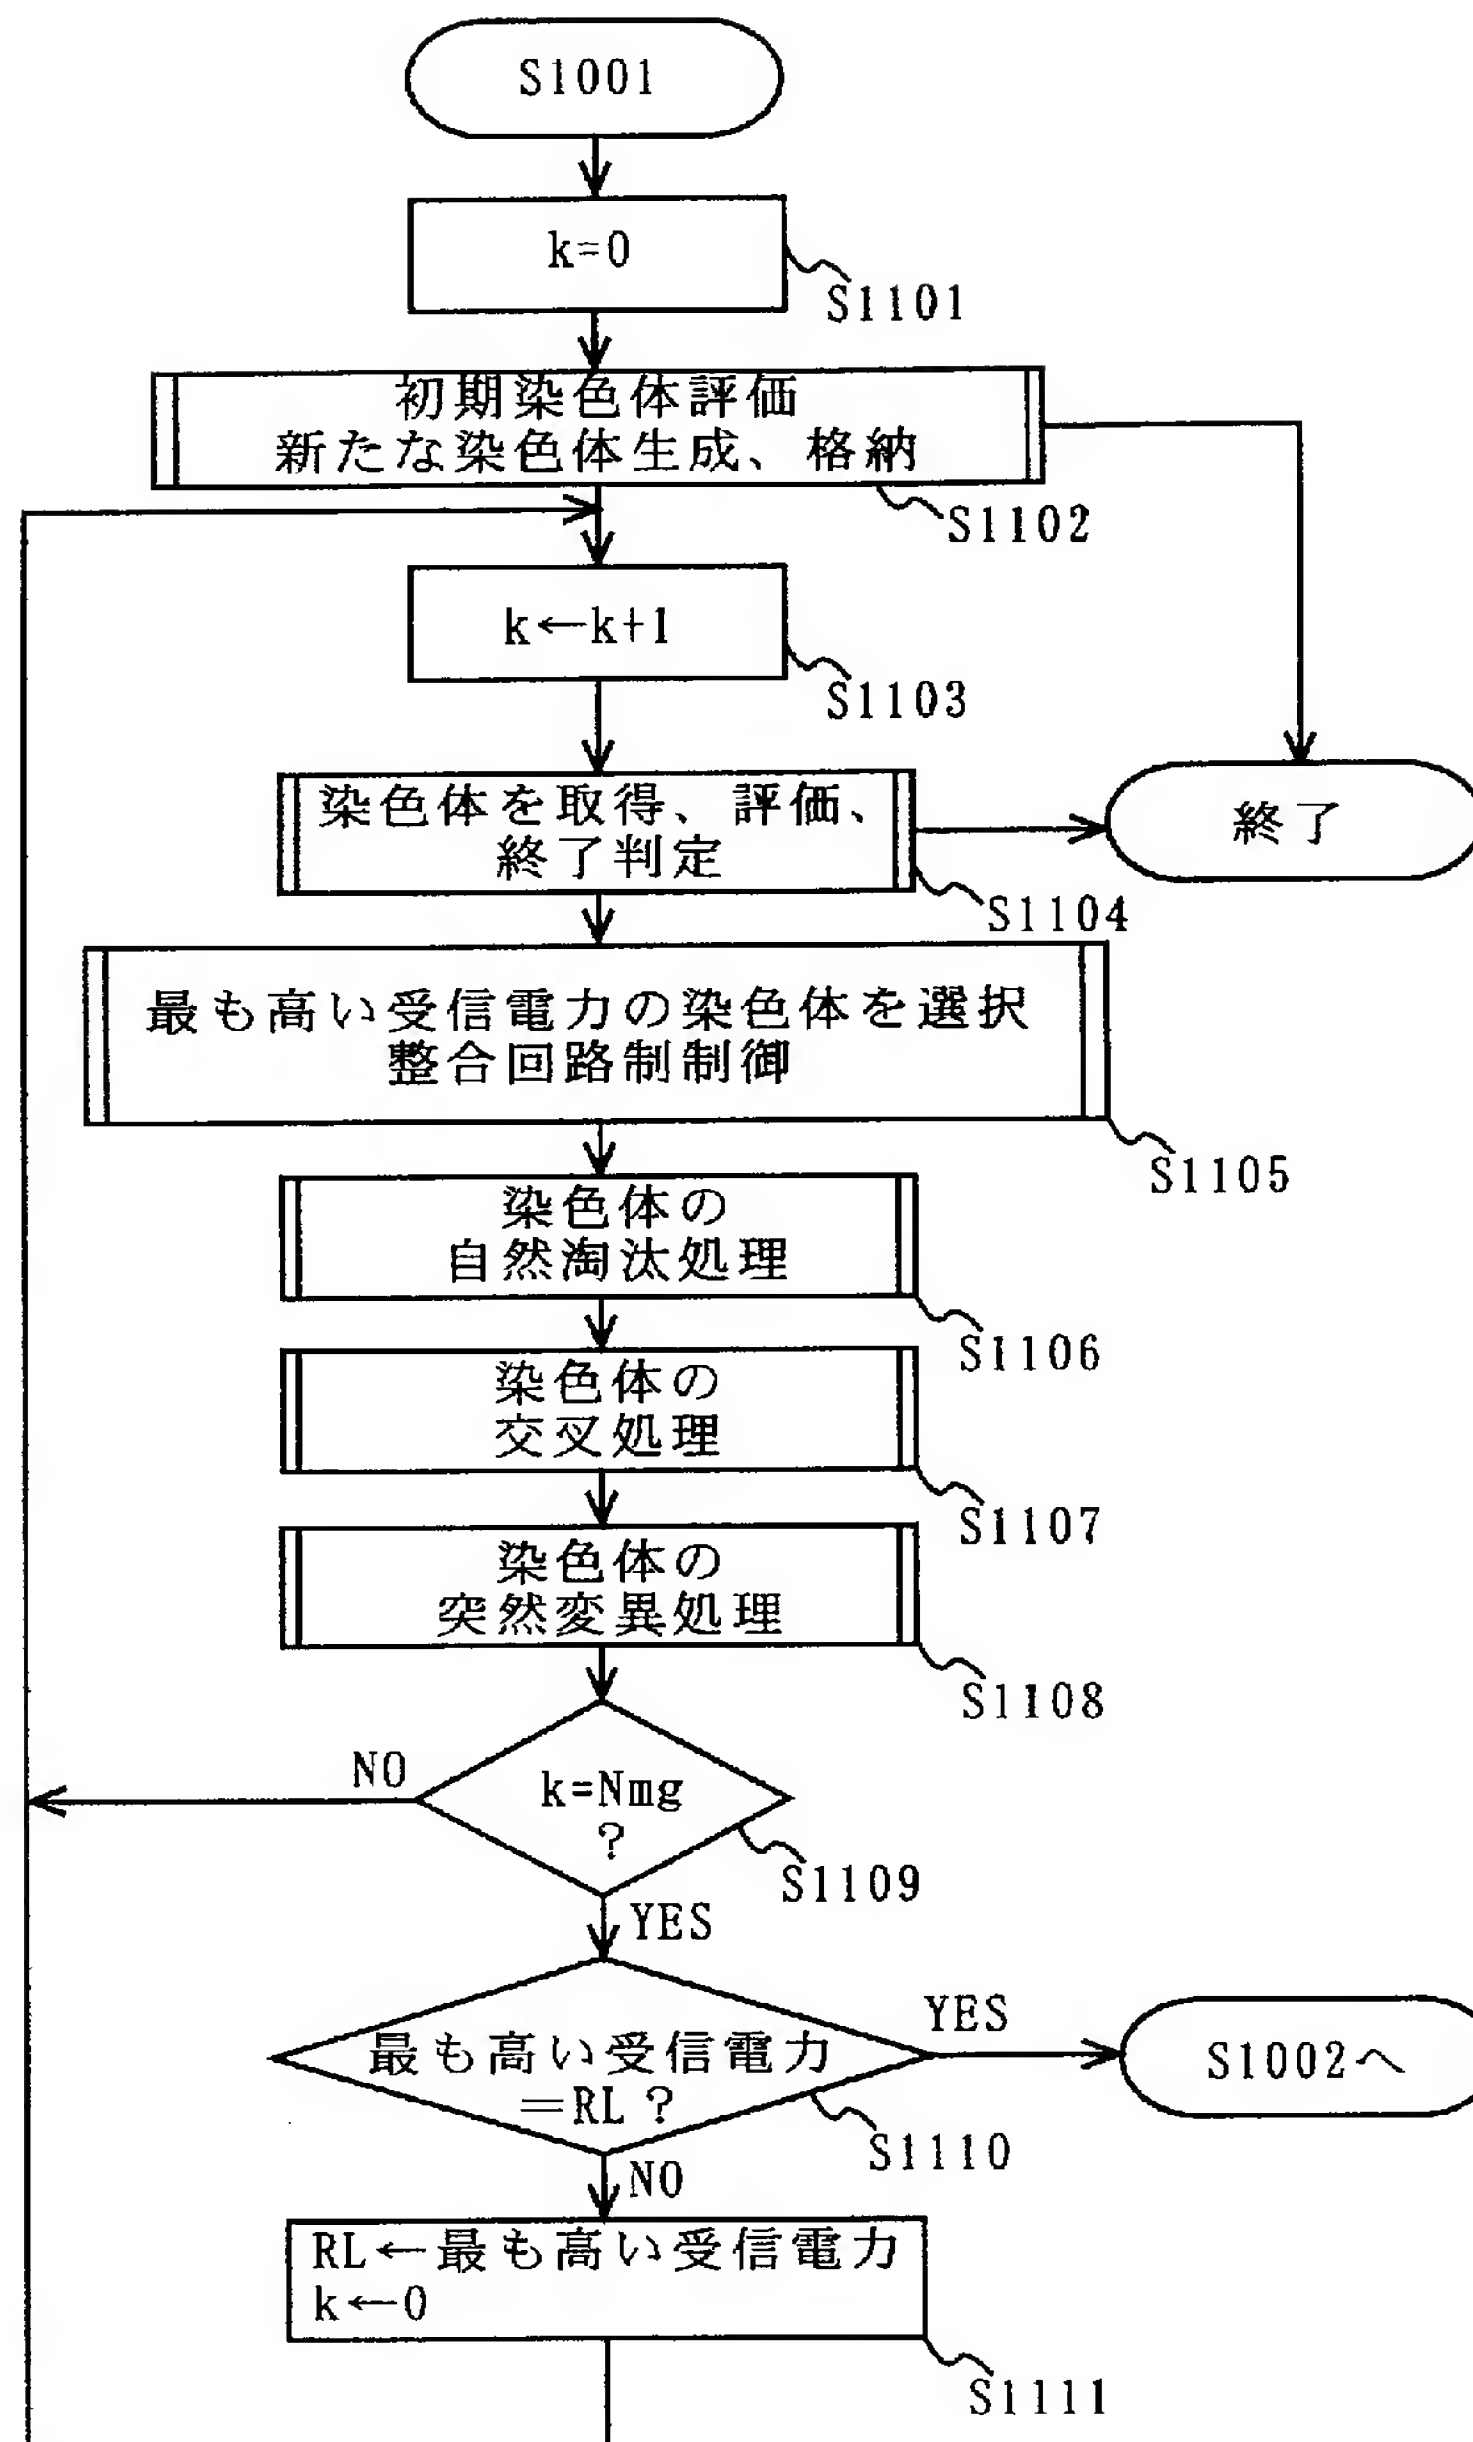 S1001
k=0
S1101
初期染色体評価
新たな染色体生成、格納
S1102
k←k+1
S1103
染色体を取得、評価、
終了判定
終了
S1104
最も高い受信電力の染色体を選択
整合回路制制御
S1105
染色体の
自然淘汰処理
S1106
染色体の
交叉処理
S1107
染色体の
突然変異処理
S1108
NO
k=Nmg
?
S1109
YES
最も高い受信電力
=RL?
YES
S1002へ
S1110
NO
RL←最も高い受信電力
k←0
S1111